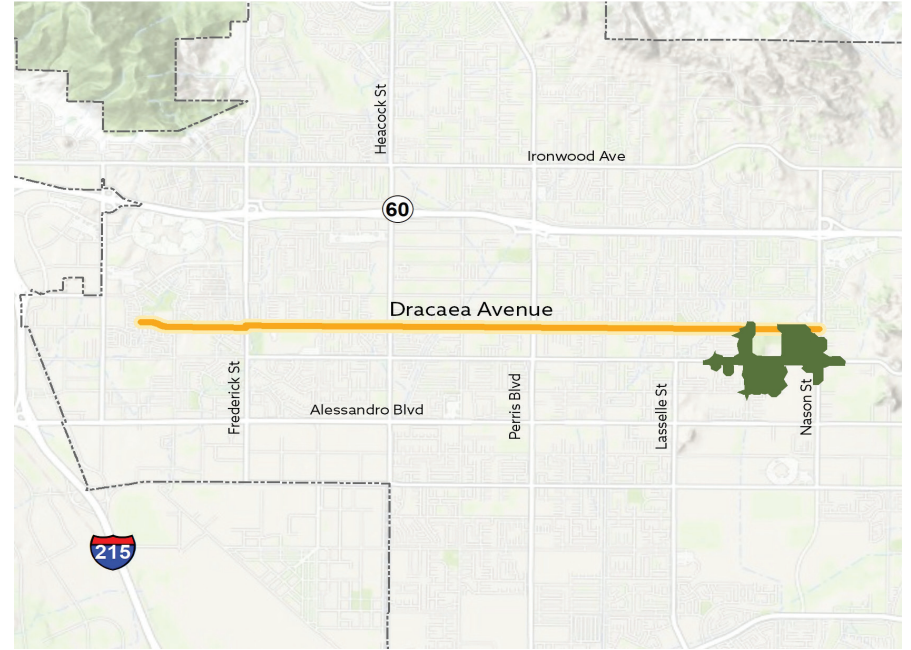 Heacock St
Ironwood Ave
60
Dracaea Avenue
Frederick St
Alessandro Blvd
Perris Blvd
Lasselle St
Nason St
215